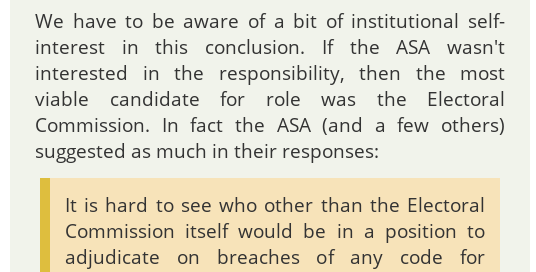 We have to be aware of a bit of institutional self-
interest in this conclusion. If the ASA wasn't
interested in the responsibility, then the most
viable candidate for role was the Electoral
Commission. In fact the ASA (and a few others)
suggested as much in their responses:
It is hard to see who other than the Electoral
Commission itself would be in a position to
adjudicate on breaches of any code for